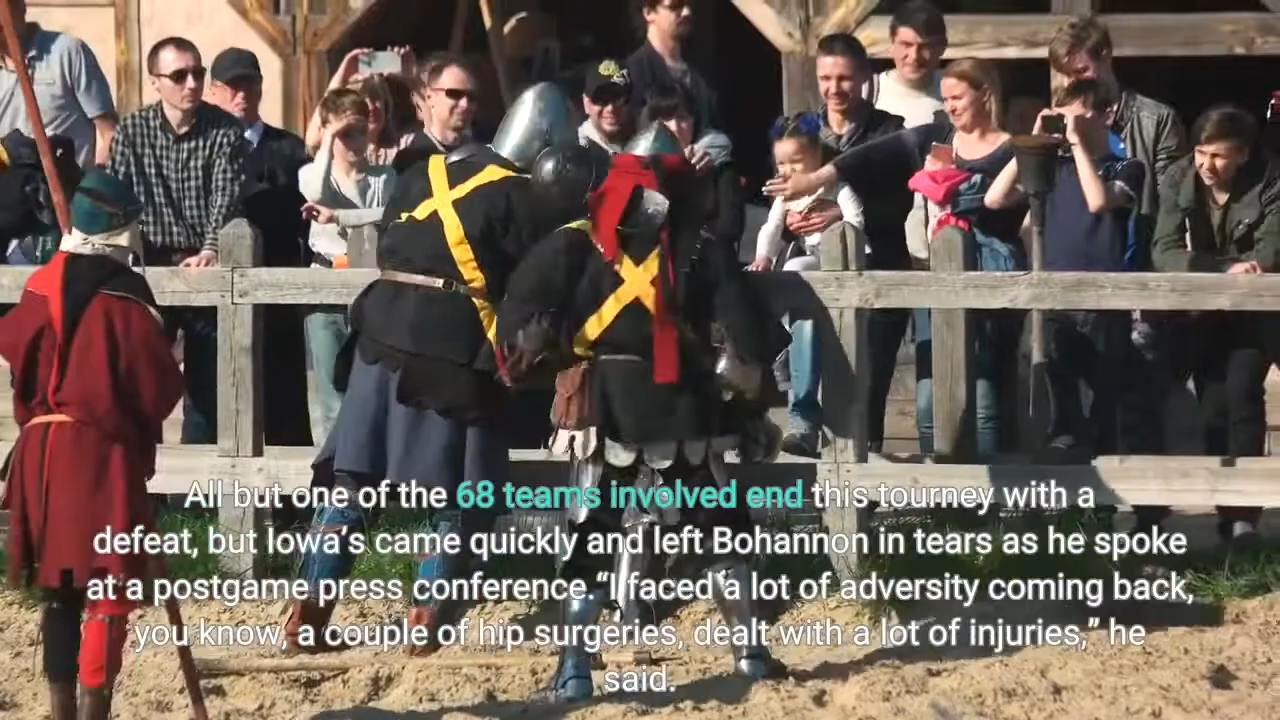 All but one of the 68 teams involved end this tourney with a
defeat, but Iowa’s came quickly and left Bohannon in tears as he spoke
at a postgame press conference.“I faced a lot of adversity coming back,
you know, a couple of hip surgeries, dealt with a lot of injuries,” he
said.